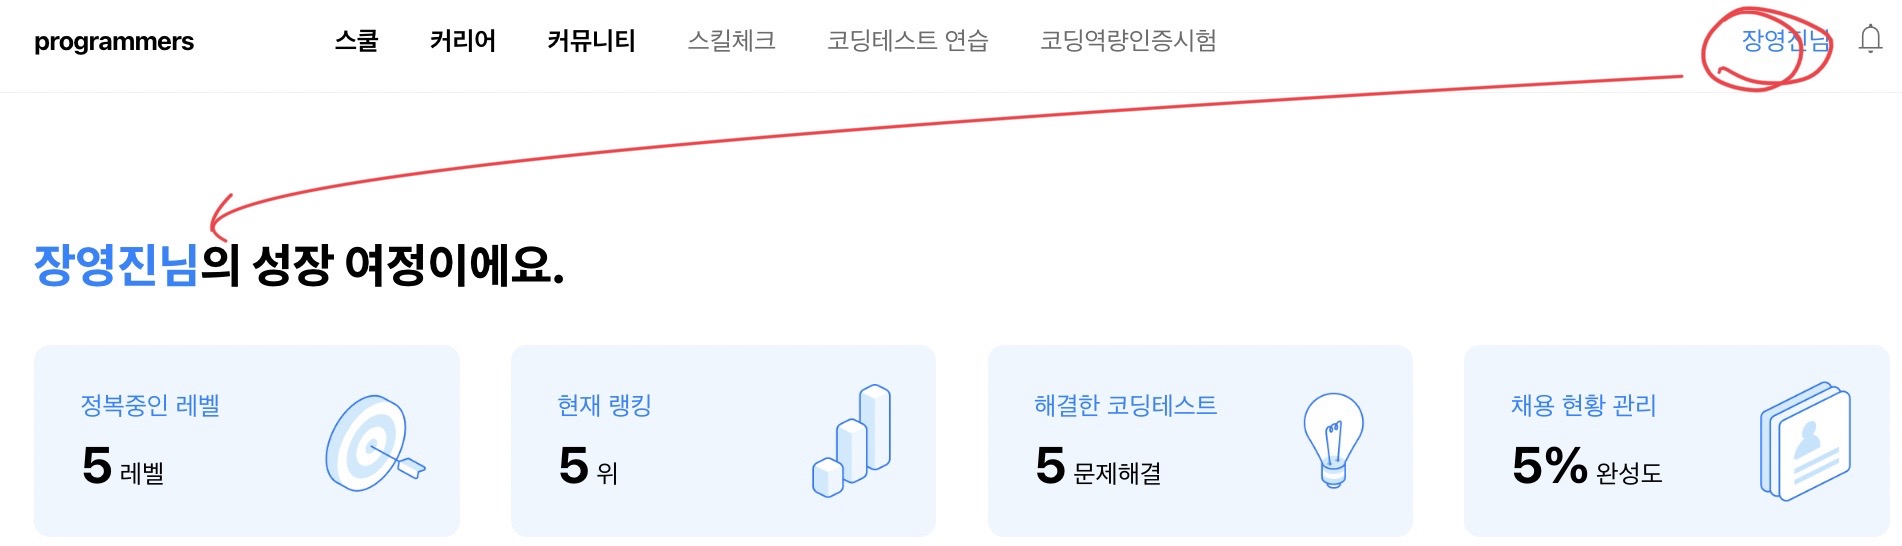 programmers 스쿨 커리어 커뮤니티 스킬체크 코딩테스트 연습 코딩역량인증시험 장영진님
장영진님의 성장 여정이에요.
정복중인 레벨
5 레벨
현재 랭킹
5 위
해결한 코딩테스트
5 문제해결
채용 현황 관리
5% 완성도